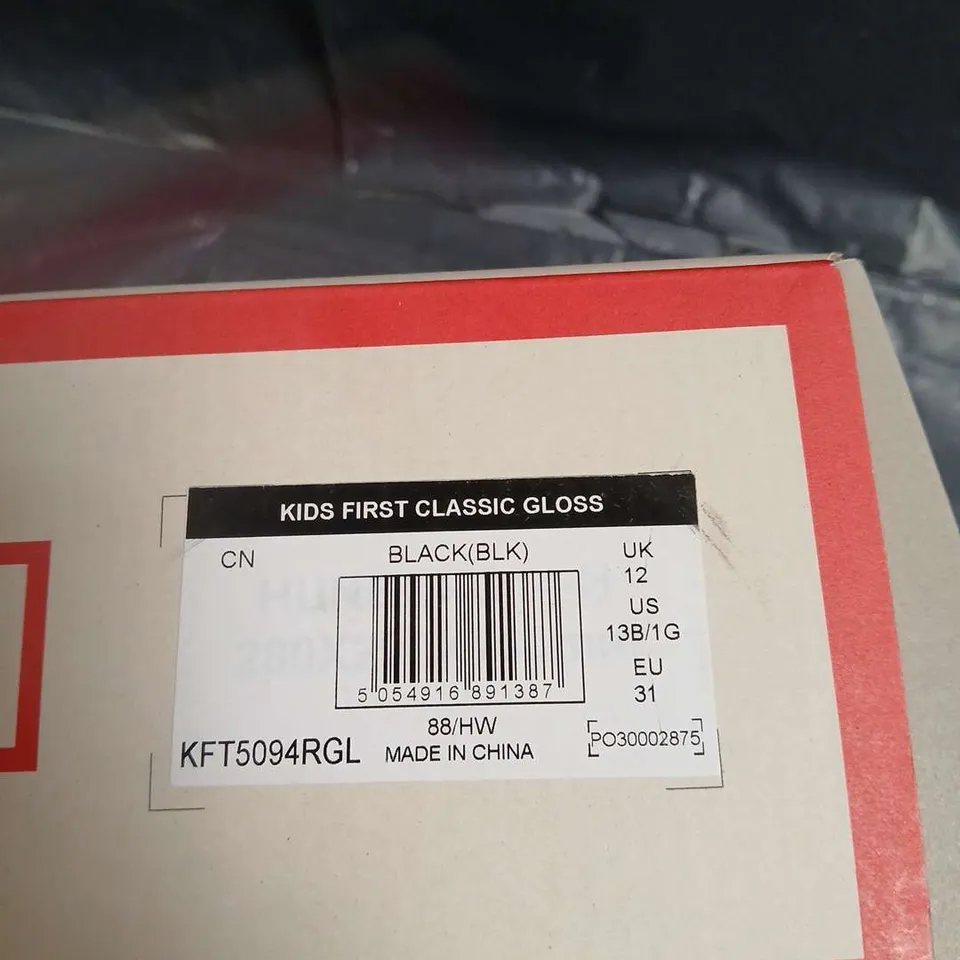 KIDS FIRST CLASSIC GLOSS
CN
BLACK(BLK)
UK
12
US
13B/1G
EU
31
5 054916 891387
88/HW
KFT5094RGL
MADE IN CHINA
PO30002875